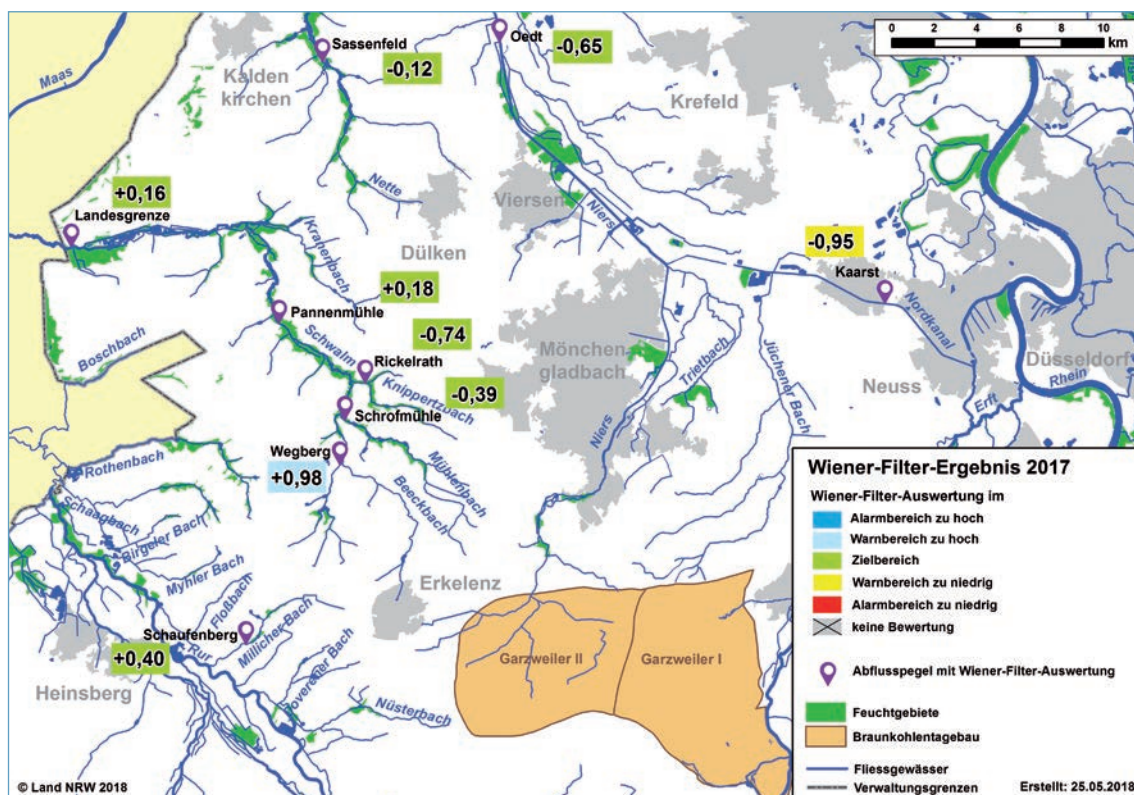 0 2 4 6 8 10
km
Maas
Sassenfeld
-0,12
Oedt
-0,65
Kalden
kirchen
Krefeld
Nette
+0,16
Landesgrenze
Viersen
Niers
Dülken
Kranenbach
-0,95
Kaarst
+0,18
Pannenmühle
Nordkanal
Boschbach
Schwalm
-0,74
Rickelrath
Mönchen
gladbach
Trietbach
Jüchener Bach
Düsseldorf
Neuss
Rhein
Erft
Knippertzbach
-0,39
Schrofmühle
Niers
Wegberg
+0,98
Mühlenbach
Beeckbach
Rothenbach
Schaagbach
Birgeler Bach
Myhler Bach
Floßbach
Erkelenz
Schaufenberg
Millicher Bach
+0,40
Rur
Heinsberg
Doverener Bach
Nüsterbach
Garzweiler II
Garzweiler I
Wiener-Filter-Ergebnis 2017
Wiener-Filter-Auswertung im
Alarmbereich zu hoch
Warnbereich zu hoch
Zielbereich
Warnbereich zu niedrig
Alarmbereich zu niedrig
keine Bewertung
Abflusspegel mit Wiener-Filter-Auswertung
Feuchtgebiete
Braunkohlentagebau
Fliessgewässer
Verwaltungsgrenzen
Erstellt: 25.05.2018
© Land NRW 2018